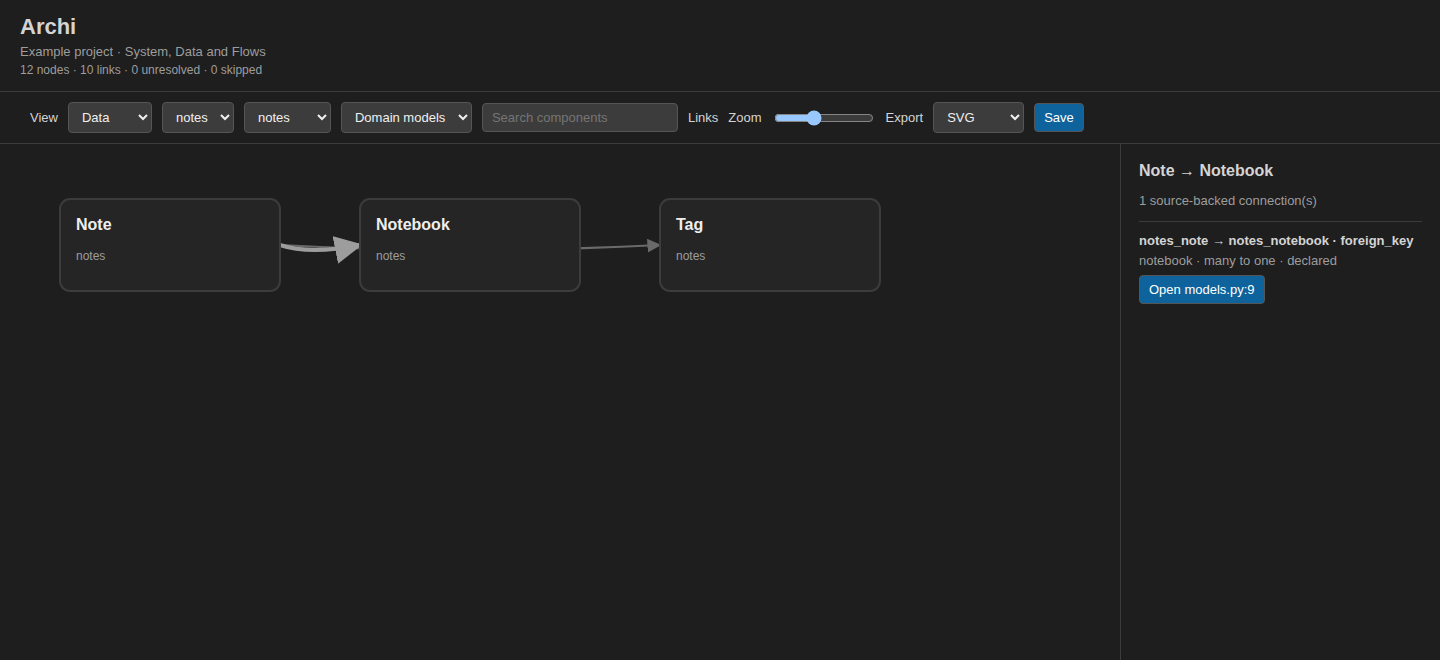 Archi
Example project · System, Data and Flows
12 nodes · 10 links · 0 unresolved · 0 skipped
View Data notes notes Domain models Search components Links Zoom Export SVG Save
Note Notebook Tag
notes notes notes
Note → Notebook
1 source-backed connection(s)
notes_note → notes_notebook · foreign_key
notebook · many to one · declared
Open models.py:9